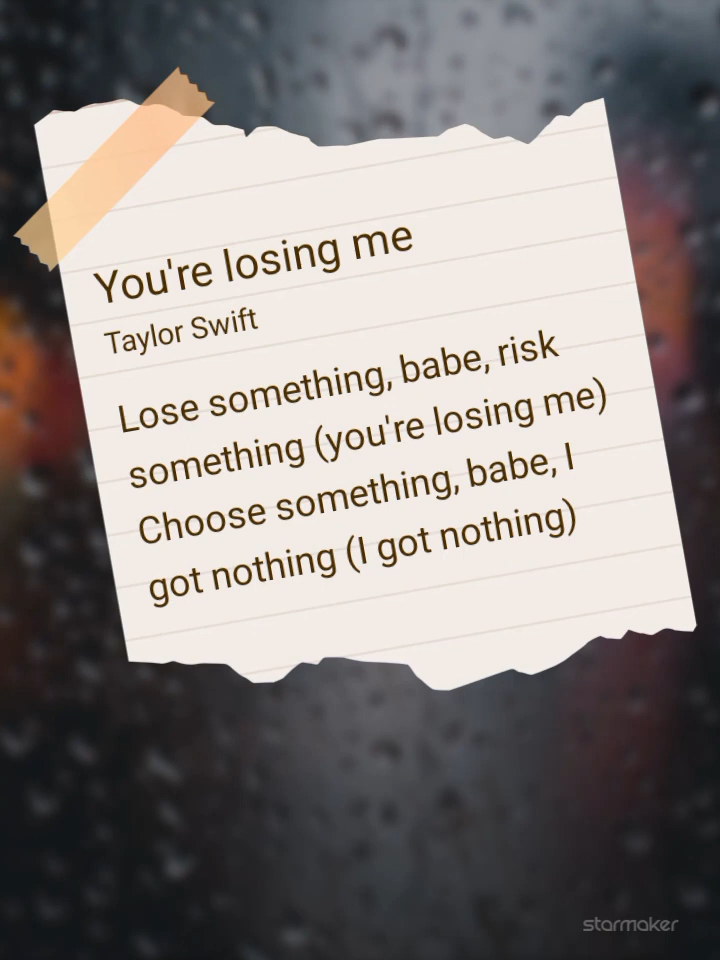 You're losing me
Taylor Swift
Lose something, babe, risk
something (you're losing me)
Choose something, babe, I
got nothing (I got nothing)
starmaker